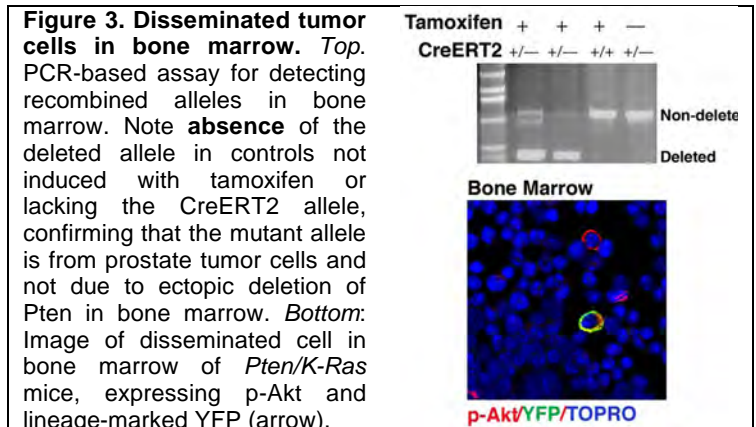 Figure 3. Disseminated tumor
cells in bone marrow. Top.
PCR-based assay for detecting
recombined alleles in bone
marrow. Note absence of the
deleted allele in controls not
induced with tamoxifen or
lacking the CreERT2 allele,
confirming that the mutant allele
is from prostate tumor cells and
not due to ectopic deletion of
Pten in bone marrow. Bottom:
Image of disseminated cell in
bone marrow of Pten/K-Ras
mice, expressing p-Akt and
lineage-marked YFP (arrow).
Tamoxifen + + + —
CreERT2 +/— +/— +/+ +/—
Non-delete
Deleted
Bone Marrow
p-Akt/YFP/TOPRO